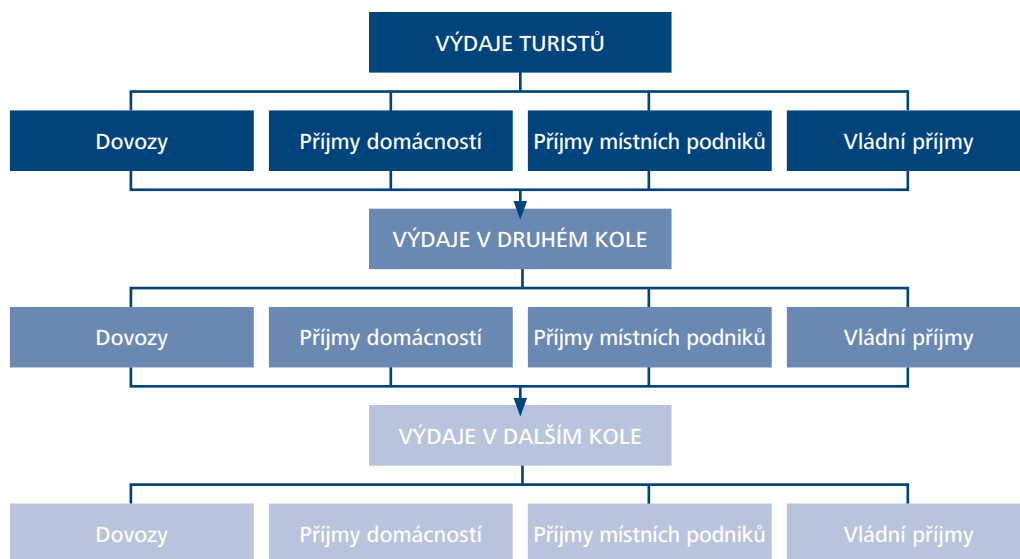 VÝDAJE TURISTŮ
Dovozy
Příjmy domácností
Příjmy místních podniků
Vládní příjmy
VÝDAJE V DRUHÉM KOLE
Dovozy
Příjmy domácností
Příjmy místních podniků
Vládní příjmy
VÝDAJE V DALŠÍM KOLE
Dovozy
Příjmy domácností
Příjmy místních podniků
Vládní příjmy